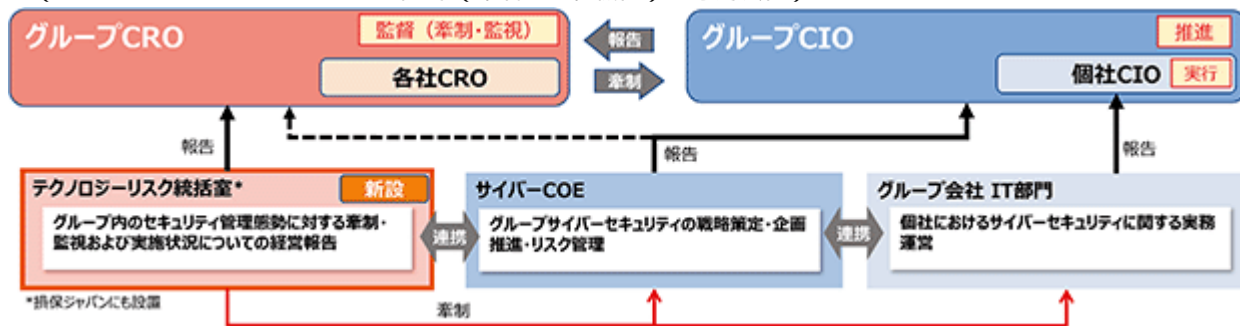 グループCRO
監督（牽制・監視）
各社CRO
報告
牽制
グループCIO
推進
個社CIO
実行
報告
報告
報告
テクノロジーリスク統括室*
新設
グループ内のセキュリティ管理態勢に対する牽制・
監視および実施状況についての経営報告
連携
サイバーCOE
グループサイバーセキュリティの戦略策定・企画
推進・リスク管理
連携
グループ会社 IT部門
個社におけるサイバーセキュリティに関する実務
運営
*損保ジャパンにも設置
牽制